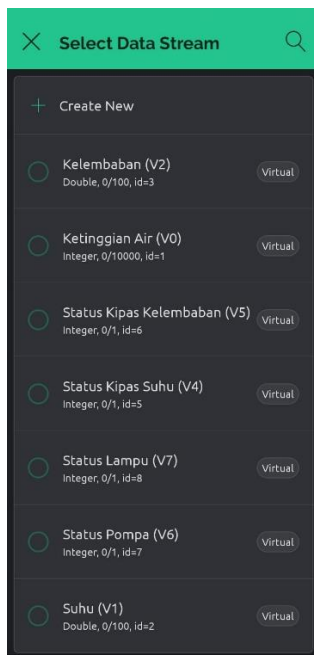 Select Data Stream
Create New
Kelembaban (V2)
Double, 0/100, id=3
Virtual
Ketinggian Air (V0)
Integer, 0/10000, id=1
Virtual
Status Kipas Kelembaban (V5)
Integer, 0/1, id=6
Virtual
Status Kipas Suhu (V4)
Integer, 0/1, id=5
Virtual
Status Lampu (V7)
Integer, 0/1, id=8
Virtual
Status Pompa (V6)
Integer, 0/1, id=7
Virtual
Suhu (V1)
Double, 0/100, id=2
Virtual